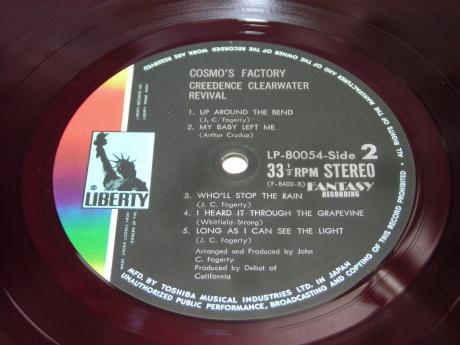 COSMO'S FACTORY
CREEDENCE CLEARWATER
REVIVAL
1. UP AROUND THE BEND
(J. C. Fogerty)
2. MY BABY LEFT ME
(Arthur Crudup)
LP-80054-Side 2
33 1/3 RPM STEREO
(F-8402-B) FANTASY
RECORDING
3. WHO'LL STOP THE RAIN
(J. C. Fogerty)
4. I HEARD IT THROUGH THE GRAPEVINE
(Whitfield-Strong)
5. LONG AS I CAN SEE THE LIGHT
(J. C. Fogerty)
Arranged and Produced by John
C. Fogerty
Produced by Debut of
California
LIBERTY
ALL RIGHTS OF THE MANUFACTURER AND OF THE OWNER OF THE RECORDED WORK ARE RESERVED
MFD. BY TOSHIBA MUSICAL INDUSTRIES LTD. IN JAPAN
UNAUTHORIZED PUBLIC PERFORMANCE, BROADCASTING AND COPYING OF THIS RECORD PROHIBITED